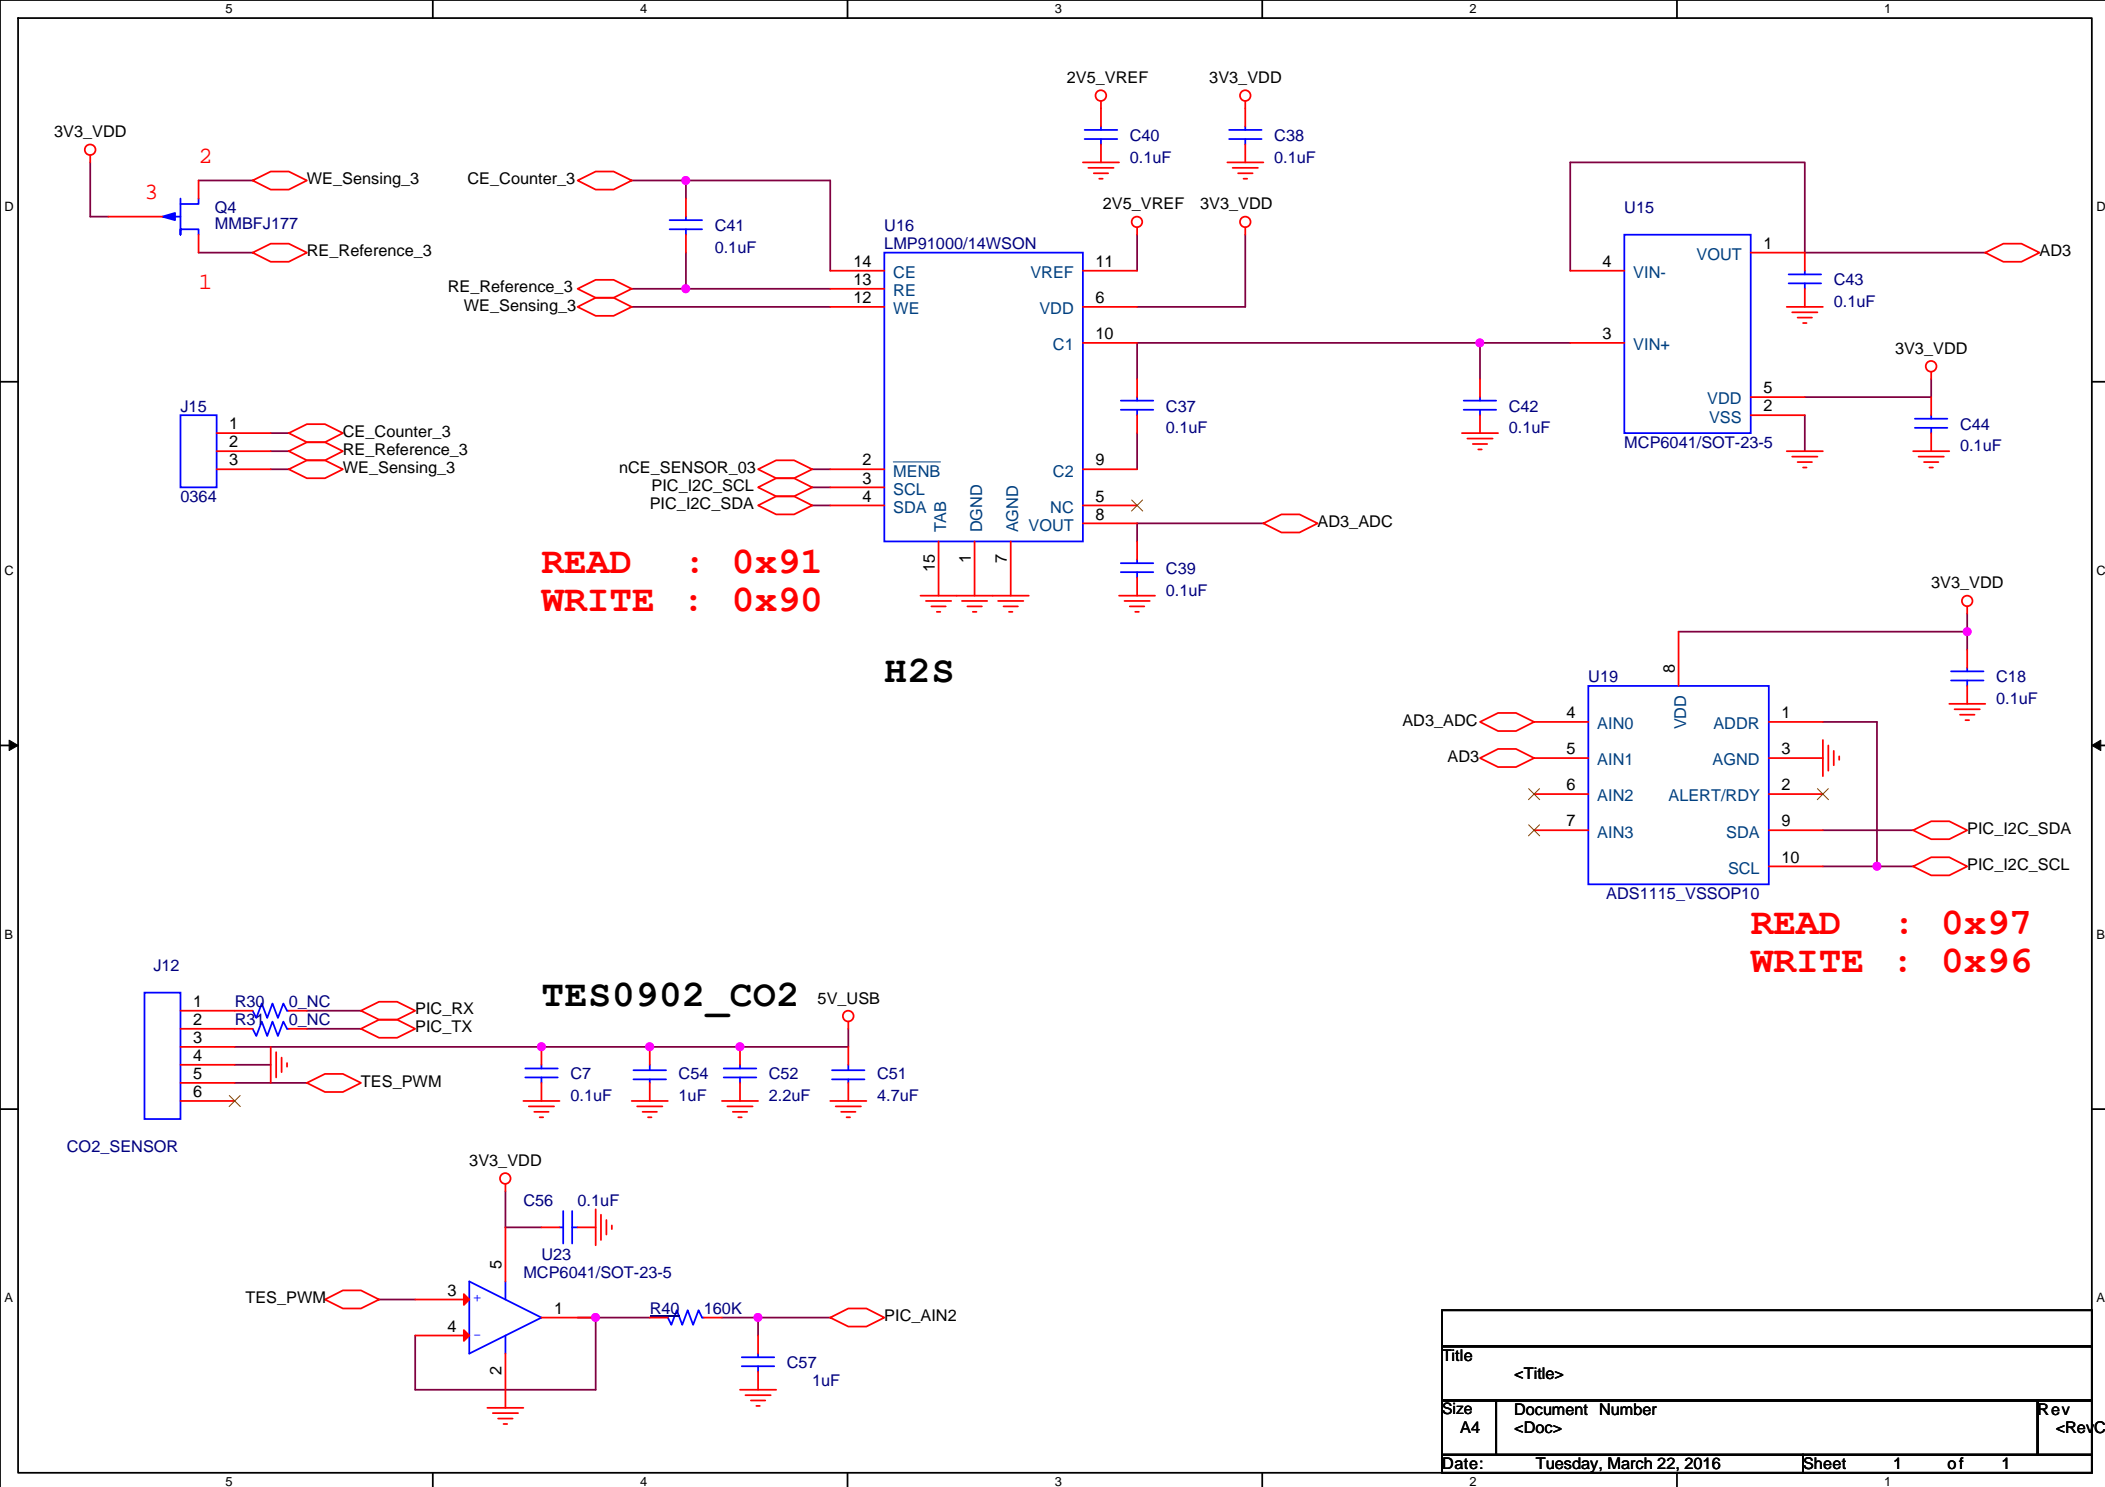 5 4 3 2 1
D D
C C
B B
A A
3V3_VDD
2
3
Q4
MMBFJ177
1
WE_Sensing_3
RE_Reference_3
J15
1 CE_Counter_3
2 RE_Reference_3
3 WE_Sensing_3
0364
CE_Counter_3
C41
0.1uF
RE_Reference_3
WE_Sensing_3
2V5_VREF
C40
0.1uF
3V3_VDD
C38
0.1uF
2V5_VREF 3V3_VDD
U16
LMP91000/14WSON
14 CE VREF 11
13 RE
12 WE VDD 6
C1 10
C37
0.1uF
nCE_SENSOR_03 2 MENB C2 9
PIC_I2C_SCL 3 SCL
PIC_I2C_SDA 4 SDA NC 5
TAB DGND AGND VOUT 8 AD3_ADC
15 1 7
C39
0.1uF
READ : 0x91
WRITE : 0x90
H2S
C42
0.1uF
U15
VOUT 1 AD3
4 VIN-
C43
0.1uF
3 VIN+
3V3_VDD
VDD 5
VSS 2
MCP6041/SOT-23-5
C44
0.1uF
3V3_VDD
C18
0.1uF
U19
8
VDD
AD3_ADC 4 AIN0 ADDR 1
AD3 5 AIN1 AGND 3
6 AIN2 ALERT/RDY 2
7 AIN3 SDA 9 PIC_I2C_SDA
SCL 10 PIC_I2C_SCL
ADS1115_VSSOP10
READ : 0x97
WRITE : 0x96
J12
TES0902_CO2
5V_USB
1 R30 0_NC PIC_RX
2 R31 0_NC PIC_TX
3
4
5 TES_PWM
6
CO2_SENSOR
C7
0.1uF
C54
1uF
C52
2.2uF
C51
4.7uF
3V3_VDD
C56 0.1uF
U23
MCP6041/SOT-23-5
5
TES_PWM 3 +
4 -
1
2
R40 160K PIC_AIN2
C57
1uF
Title
<Title>
Size Document Number Rev
A4 <Doc> <RevC
Date: Tuesday, March 22, 2016 Sheet 1 of 1
5 4 3 2 1